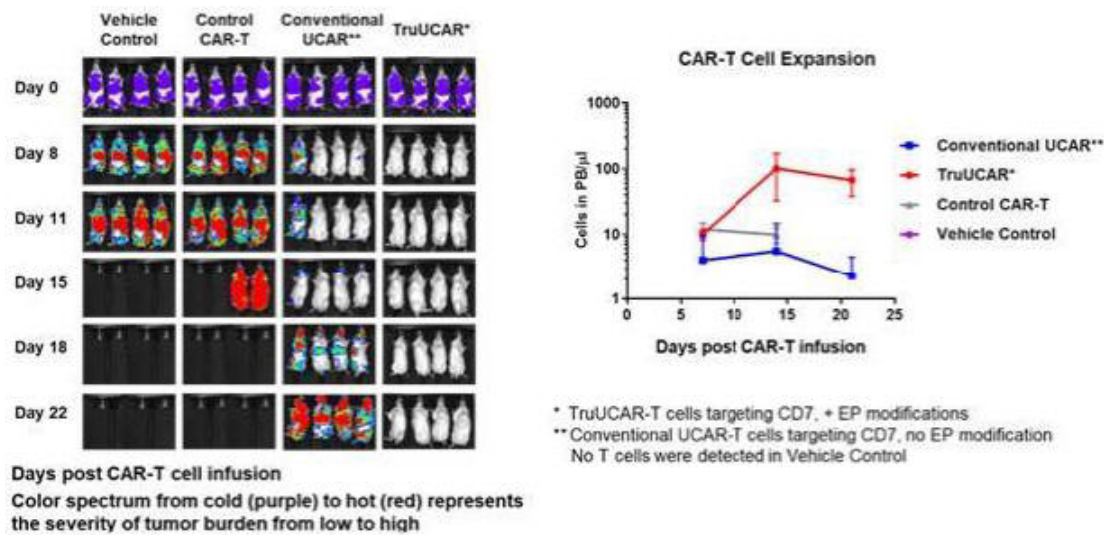 Vehicle Control
Control CAR-T
Conventional UCAR**
TruUCAR*
Day 0
Day 8
Day 11
Day 15
Day 18
Day 22
Days post CAR-T cell infusion
Color spectrum from cold (purple) to hot (red) represents
the severity of tumor burden from low to high
CAR-T Cell Expansion
Cells in PB/µl
1000
100
10
1
0
5
10
15
20
25
Days post CAR-T infusion
Conventional UCAR**
TruUCAR*
Control CAR-T
Vehicle Control
* TruUCAR-T cells targeting CD7, + EP modifications
** Conventional UCAR-T cells targeting CD7, no EP modification
No T cells were detected in Vehicle Control